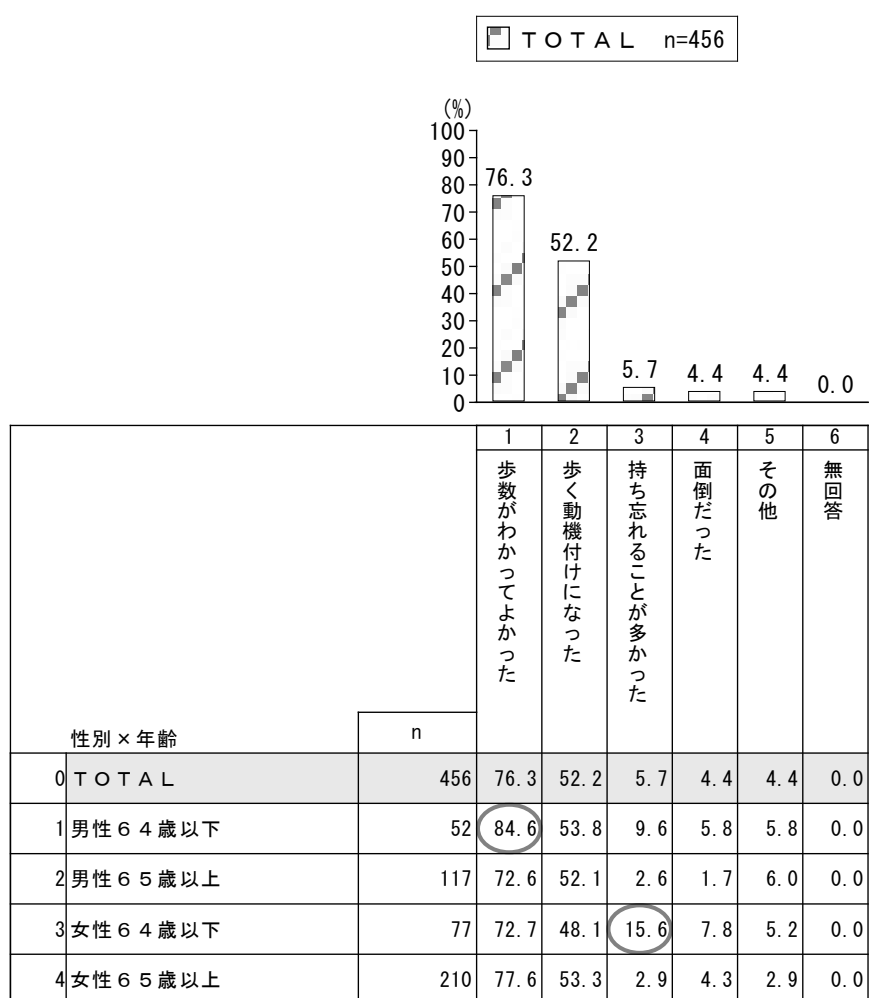 ＴＯＴＡＬ n=456
(%)
100
90
80
70
60
50
40
30
20
10
0
76.3
52.2
5.7
4.4
4.4
0.0
1 2 3 4 5 6
歩数がわかってよかった
歩く動機付けになった
持ち忘れることが多かった
面倒だった
その他
無回答
性別×年齢 n
0 ＴＯＴＡＬ 456 76.3 52.2 5.7 4.4 4.4 0.0
1 男性６４歳以下 52 84.6 53.8 9.6 5.8 5.8 0.0
2 男性６５歳以上 117 72.6 52.1 2.6 1.7 6.0 0.0
3 女性６４歳以下 77 72.7 48.1 15.6 7.8 5.2 0.0
4 女性６５歳以上 210 77.6 53.3 2.9 4.3 2.9 0.0